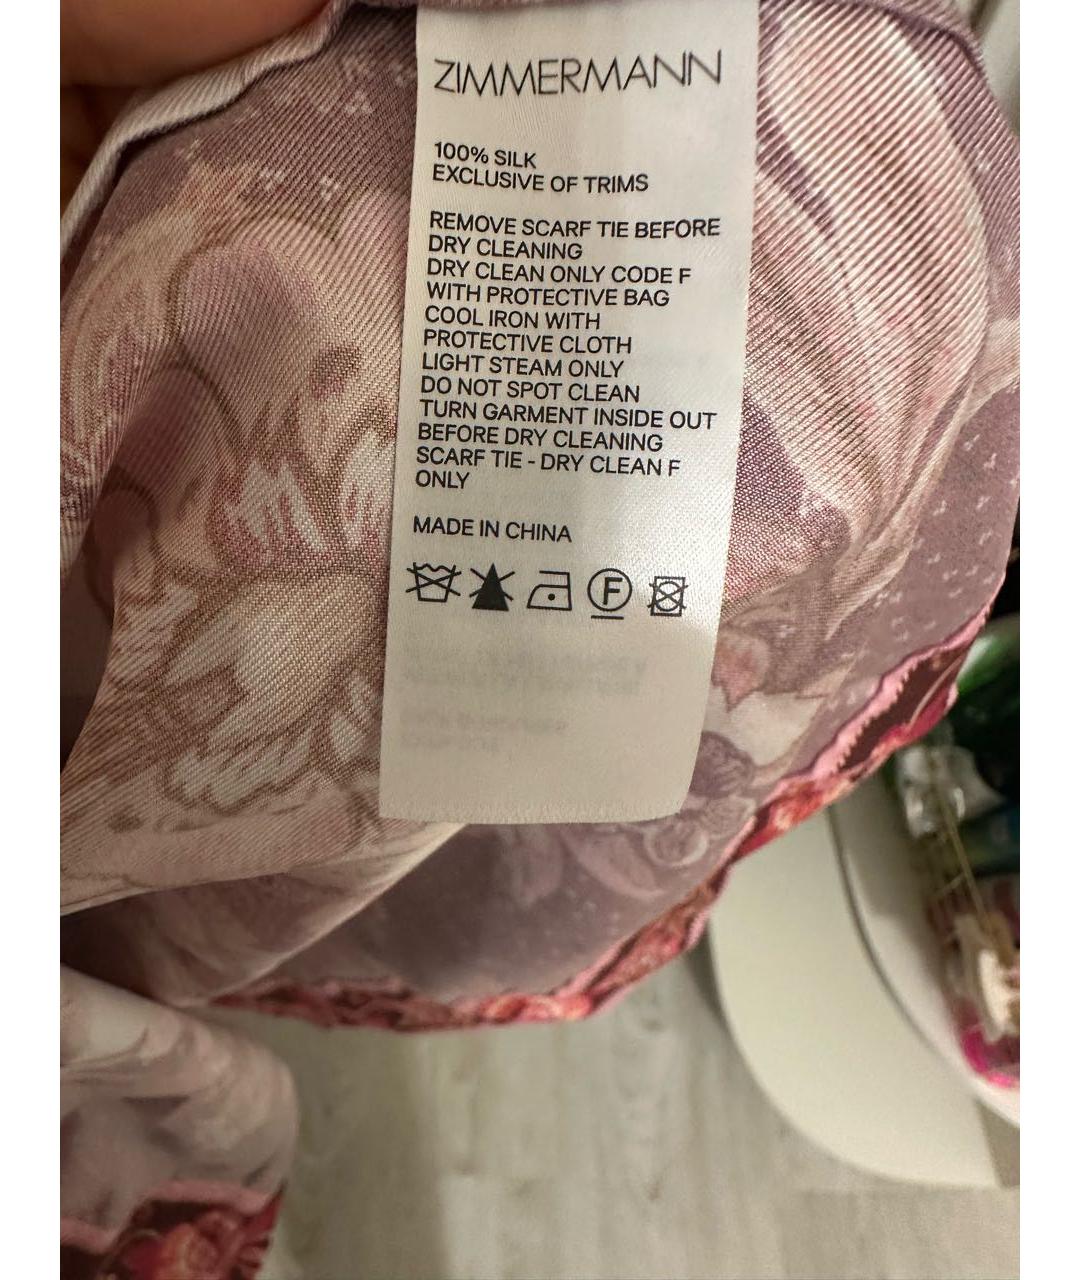 ZIMMERMANN
100% SILK
EXCLUSIVE OF TRIMS
REMOVE SCARF TIE BEFORE
DRY CLEANING
DRY CLEAN ONLY CODE F
WITH PROTECTIVE BAG
COOL IRON WITH
PROTECTIVE CLOTH
LIGHT STEAM ONLY
DO NOT SPOT CLEAN
TURN GARMENT INSIDE OUT
BEFORE DRY CLEANING
SCARF TIE - DRY CLEAN F
ONLY
MADE IN CHINA
F